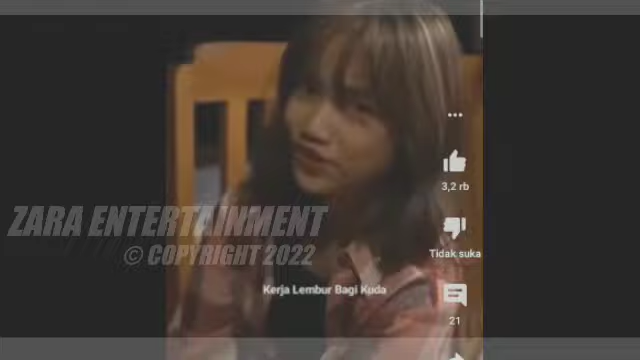 3,2 rb
ZARA ENTERTAINMENT
© COPYRIGHT 2022
Tidak suka
Kerja Lembur Bagi Kuda
21